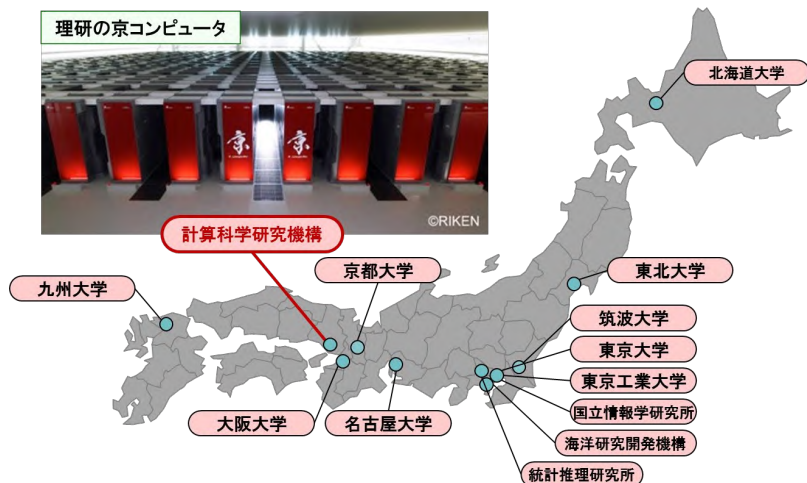 理研の京コンピュータ
京
京
K computer
©RIKEN
北海道大学
計算科学研究機構
京都大学
東北大学
九州大学
筑波大学
東京大学
東京工業大学
国立情報学研究所
大阪大学
名古屋大学
海洋研究開発機構
統計推理研究所